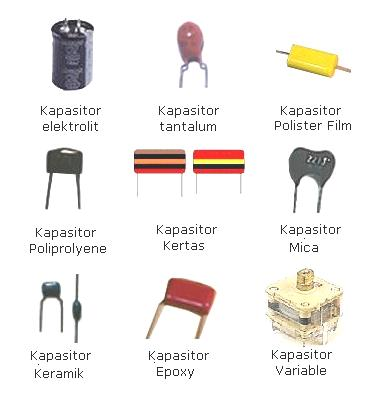 Kapasitor
elektrolit
Kapasitor
tantalum
Kapasitor
Polister Film
Kapasitor
Poliprolyene
Kapasitor
Kertas
Kapasitor
Mica
Kapasitor
Keramik
Kapasitor
Epoxy
Kapasitor
Variable